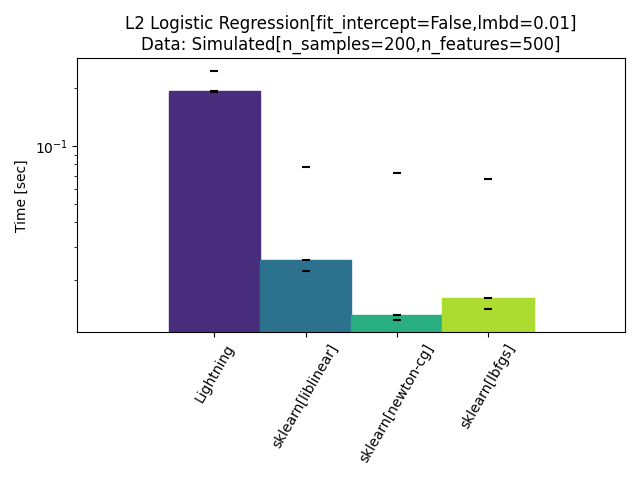 L2 Logistic Regression[fit_intercept=False,lmbd=0.01]
Data: Simulated[n_samples=200,n_features=500]
Time [sec]
10⁻¹
Lightning
sklearn[liblinear]
sklearn[newton-cg]
sklearn[lbfgs]